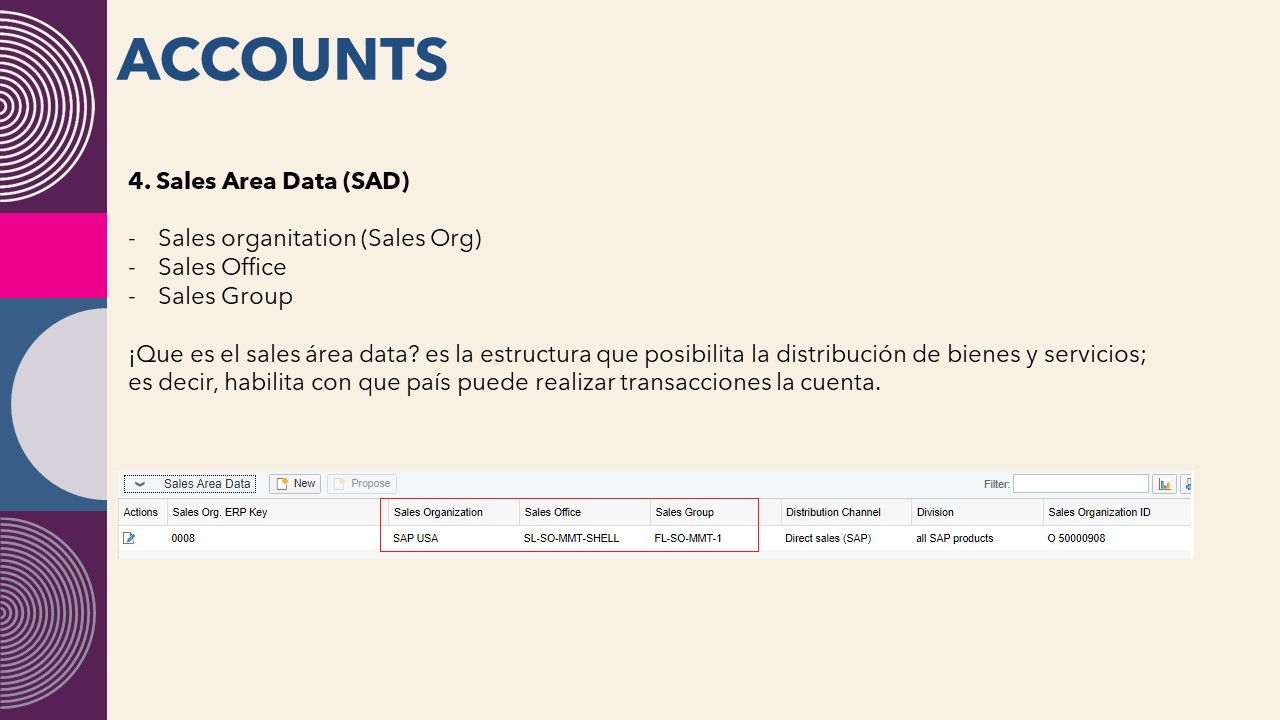 ACCOUNTS
4. Sales Area Data (SAD)
- Sales organitation (Sales Org)
- Sales Office
- Sales Group
¡Que es el sales área data? es la estructura que posibilita la distribución de bienes y servicios;
es decir, habilita con que país puede realizar transacciones la cuenta.
Sales Area Data New Propose Filter:
Actions Sales Org. ERP Key Sales Organization Sales Office Sales Group Distribution Channel Division Sales Organization ID
0008 SAP USA SL-SO-MMT-SHELL FL-SO-MMT-1 Direct sales (SAP) all SAP products O 50000908